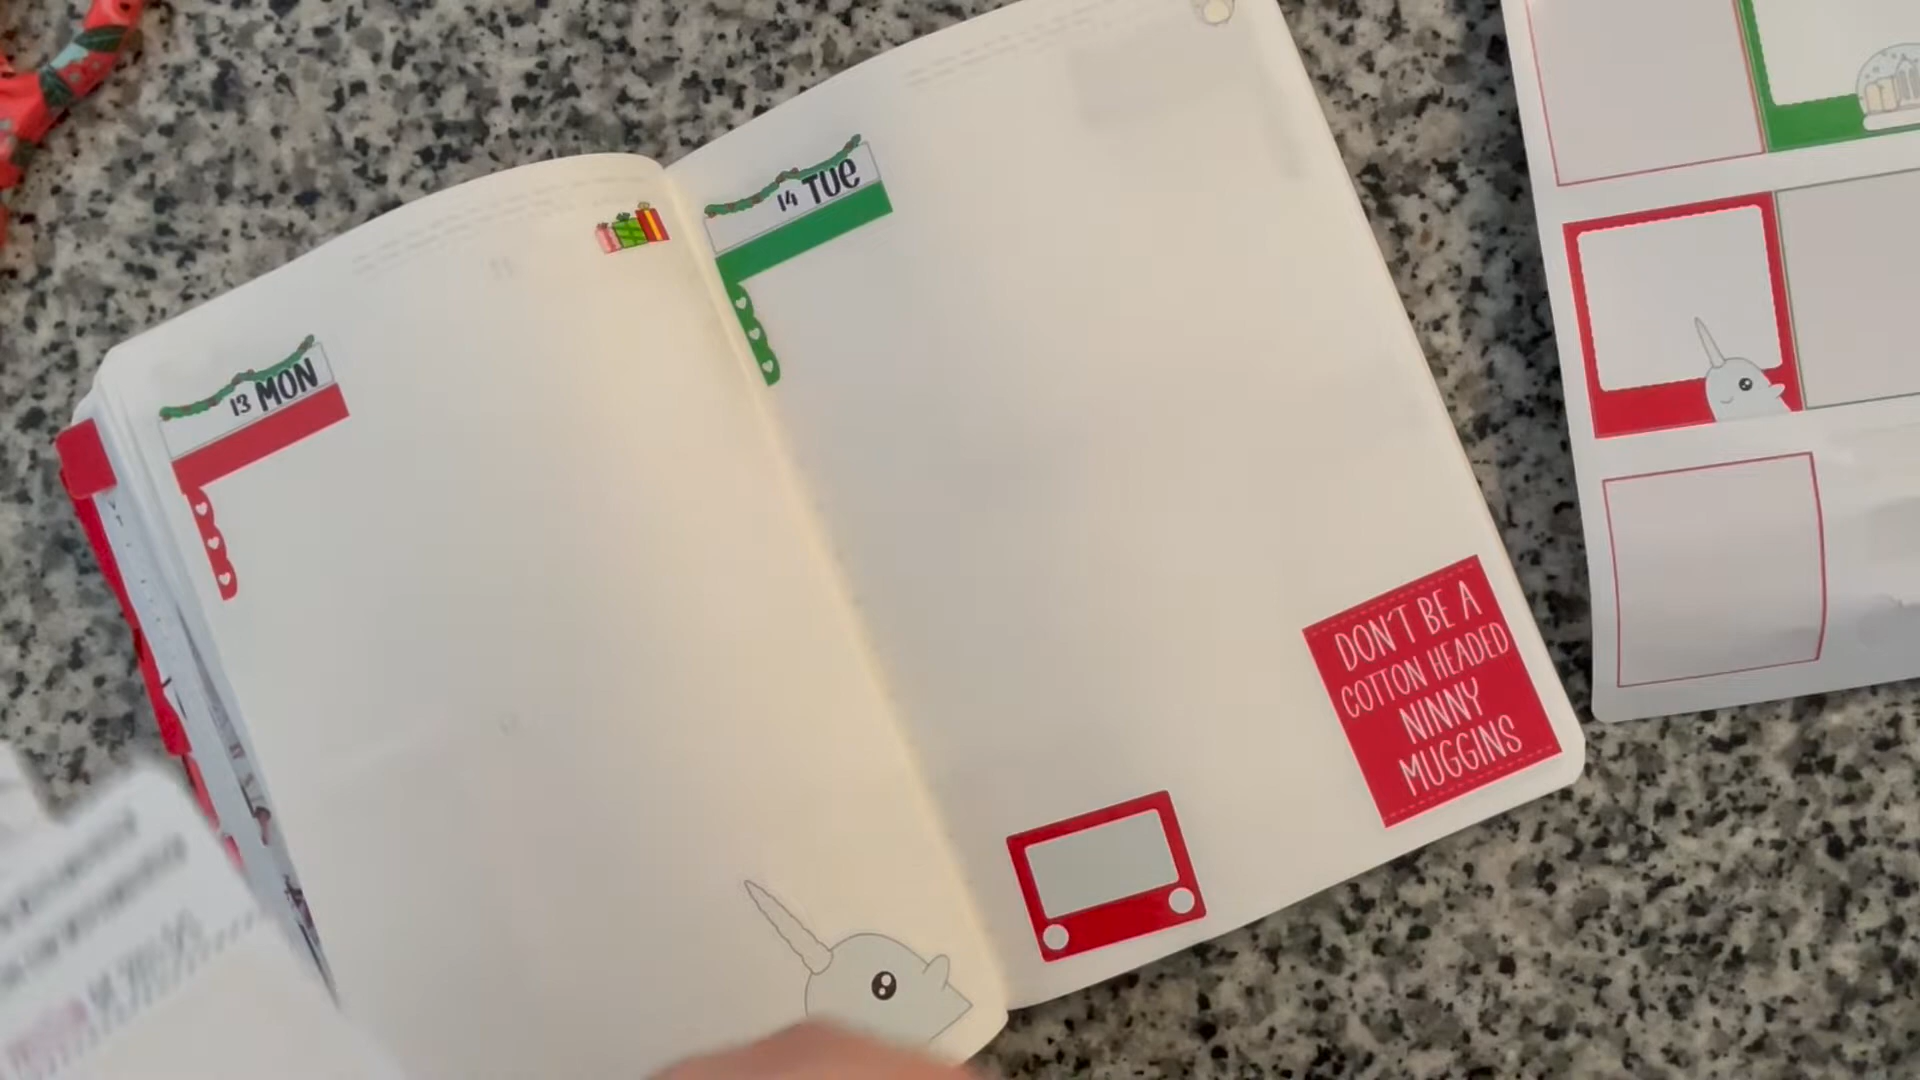 13 MON
14 TUE
DON'T BE A
COTTON HEADED
NINNY
MUGGINS